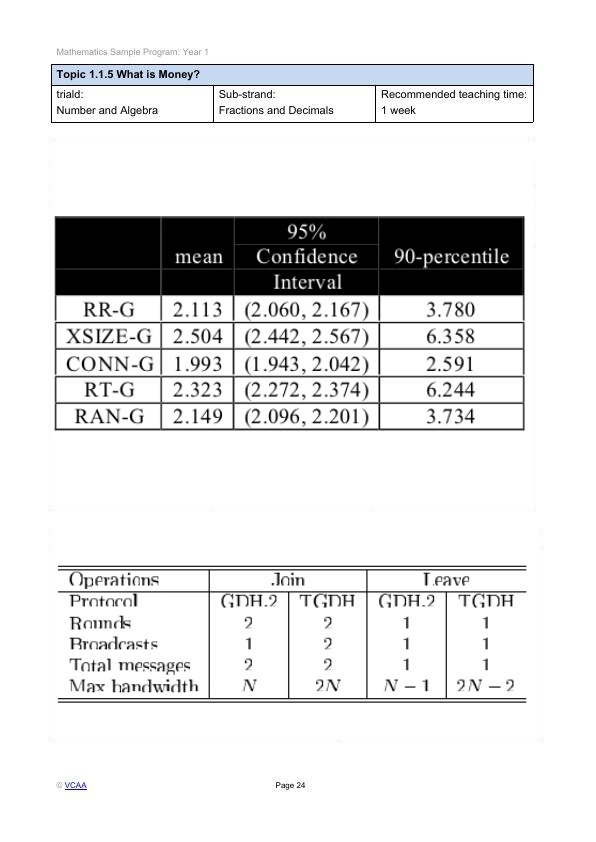 Mathematics Sample Program: Year 1
Topic 1.1.5 What is Money?
triald: Sub-strand: Recommended teaching time:
Number and Algebra Fractions and Decimals 1 week
95%
mean Confidence 90-percentile
Interval
RR-G 2.113 (2.060, 2.167) 3.780
XSIZE-G 2.504 (2.442, 2.567) 6.358
CONN-G 1.993 (1.943, 2.042) 2.591
RT-G 2.323 (2.272, 2.374) 6.244
RAN-G 2.149 (2.096, 2.201) 3.734
Operations Join Leave
Protocol GDH.2 TGDH GDH.2 TGDH
Rounds 2 2 1 1
Broadcasts 1 2 1 1
Total messages 2 2 1 1
Max bandwidth N 2N N − 1 2N − 2
© VCAA Page 24